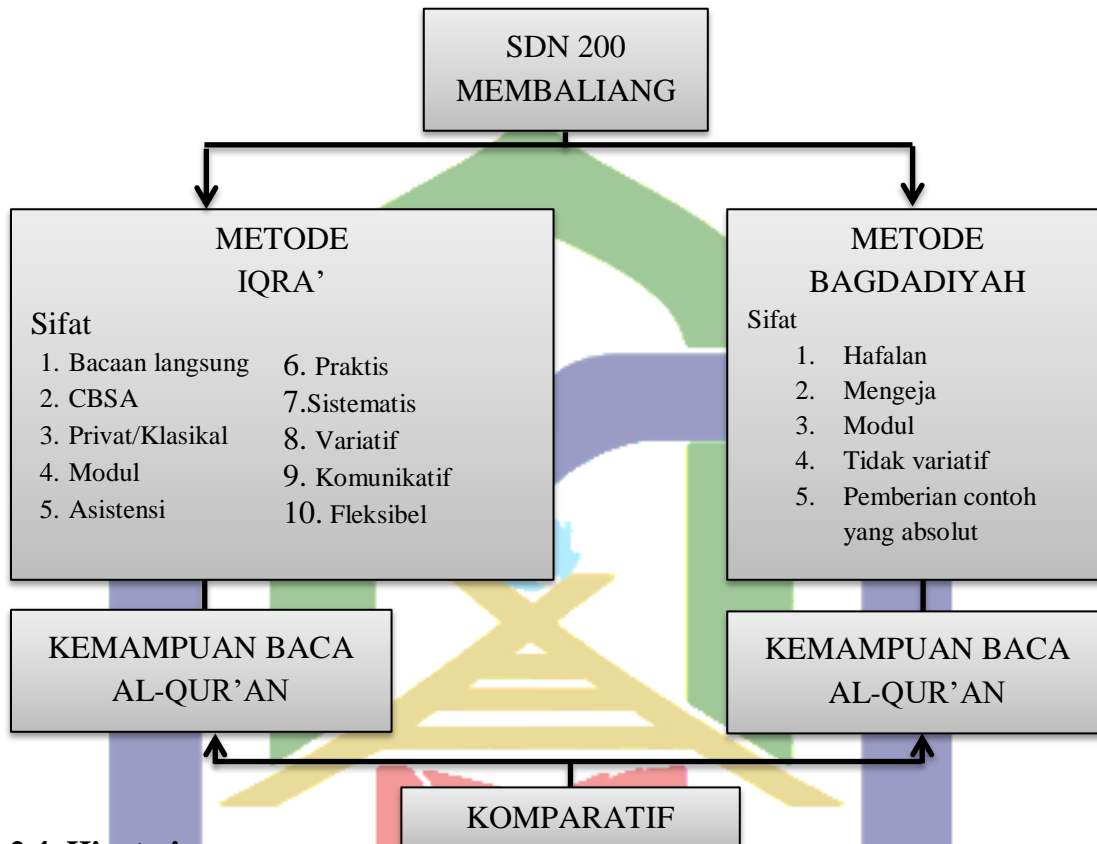 SDN 200
MEMBALIANG
METODE
IQRA’
Sifat
1. Bacaan langsung
2. CBSA
3. Privat/Klasikal
4. Modul
5. Asistensi
6. Praktis
7.Sistematis
8. Variatif
9. Komunikatif
10. Fleksibel
METODE
BAGDADIYAH
Sifat
1. Hafalan
2. Mengeja
3. Modul
4. Tidak variatif
5. Pemberian contoh
yang absolut
KEMAMPUAN BACA
AL-QUR’AN
KEMAMPUAN BACA
AL-QUR’AN
KOMPARATIF